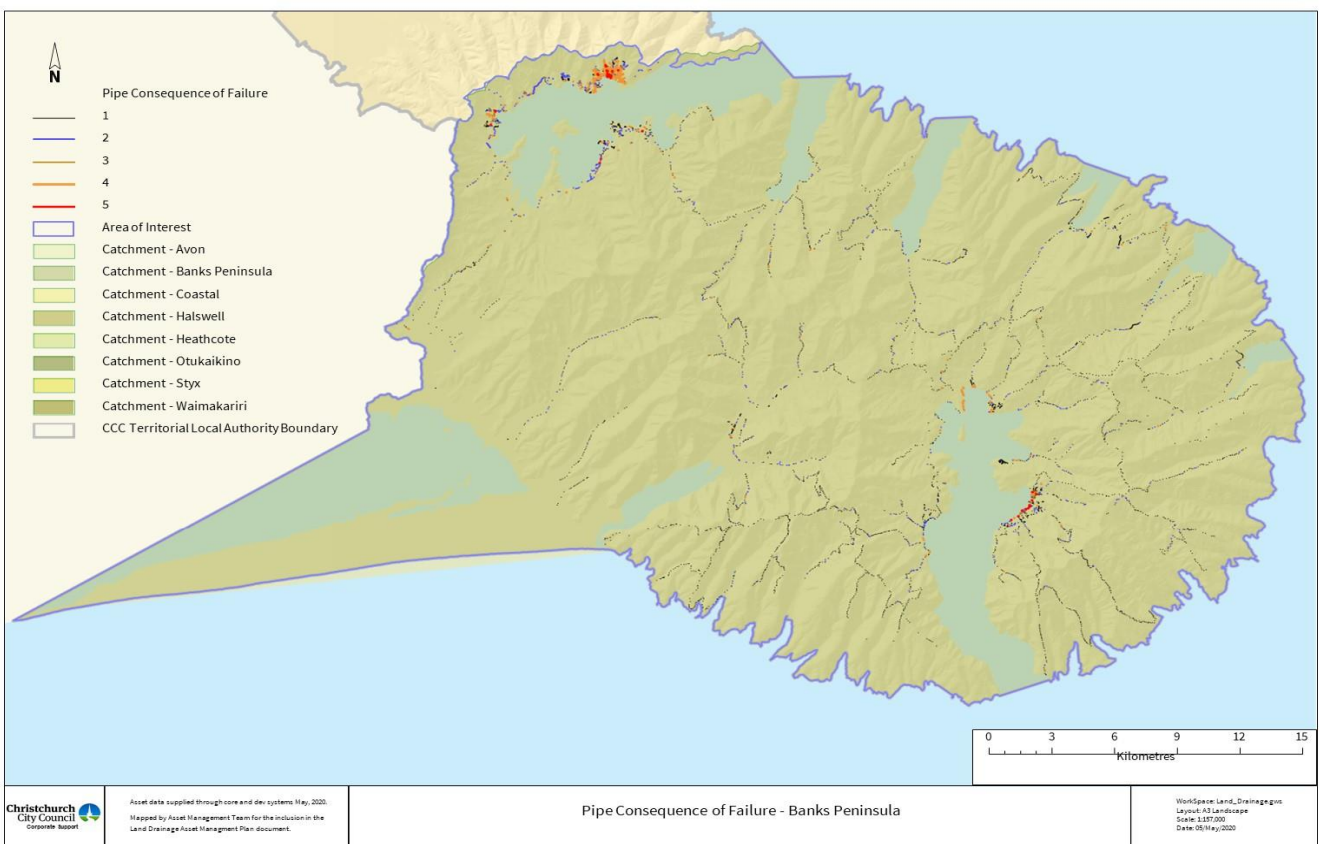 N
Pipe Consequence of Failure
1
2
3
4
5
Area of Interest
Catchment - Avon
Catchment - Banks Peninsula
Catchment - Coastal
Catchment - Halswell
Catchment - Heathcote
Catchment - Otukaikino
Catchment - Styx
Catchment - Waimakariri
CCC Territorial Local Authority Boundary
0 3 6 9 12 15
Kilometres
Christchurch
City Council
Corporate Support
Asset data supplied through core and dev systems May, 2020.
Mapped by Asset Management Team for the inclusion in the
Land Drainage Asset Managment Plan document.
Pipe Consequence of Failure - Banks Peninsula
WorkSpace: Land_Drainage.gws
Layout: A3 Landscape
Scale: 1:157,000
Date: 05/May/2020